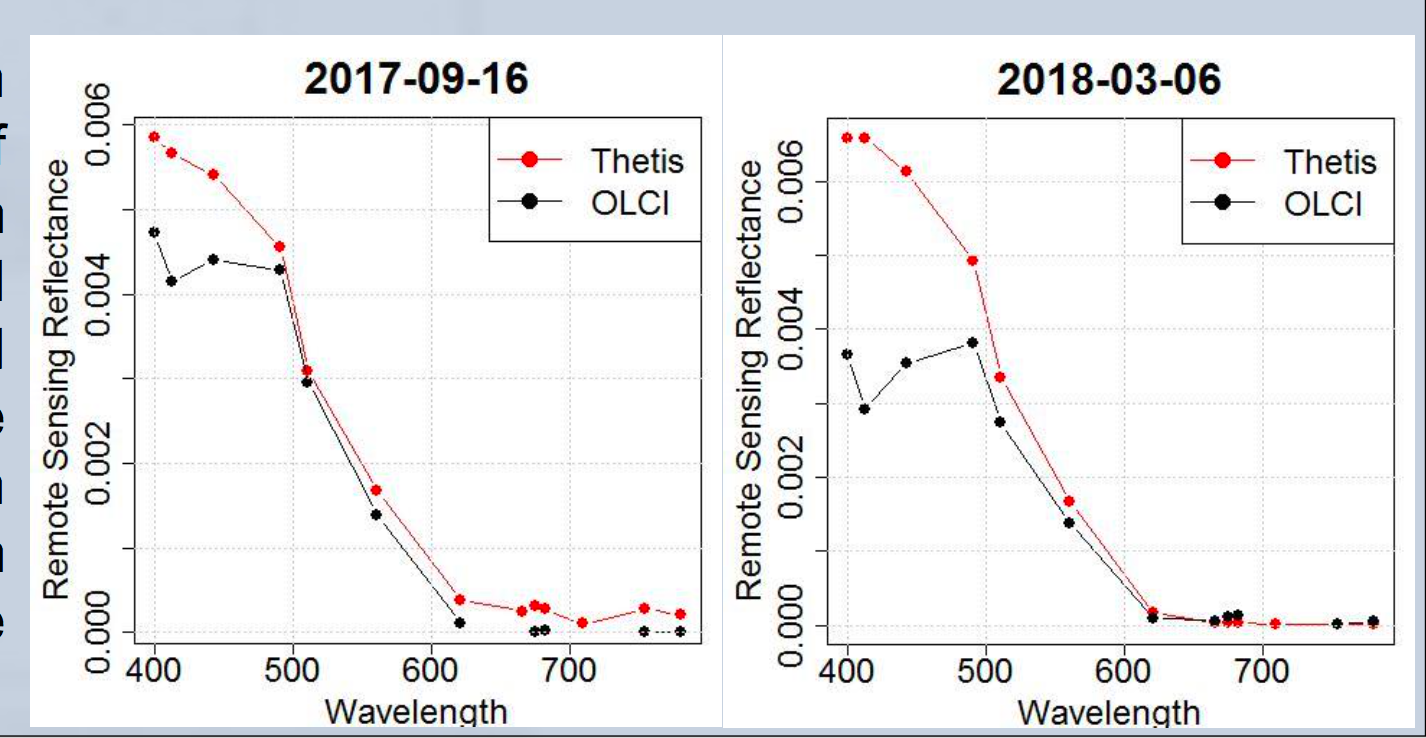 2017-09-16
Remote Sensing Reflectance
0.006
0.004
0.002
0.000
Thetis
OLCI
400 500 600 700
Wavelength
2018-03-06
Remote Sensing Reflectance
0.006
0.004
0.002
0.000
Thetis
OLCI
400 500 600 700
Wavelength